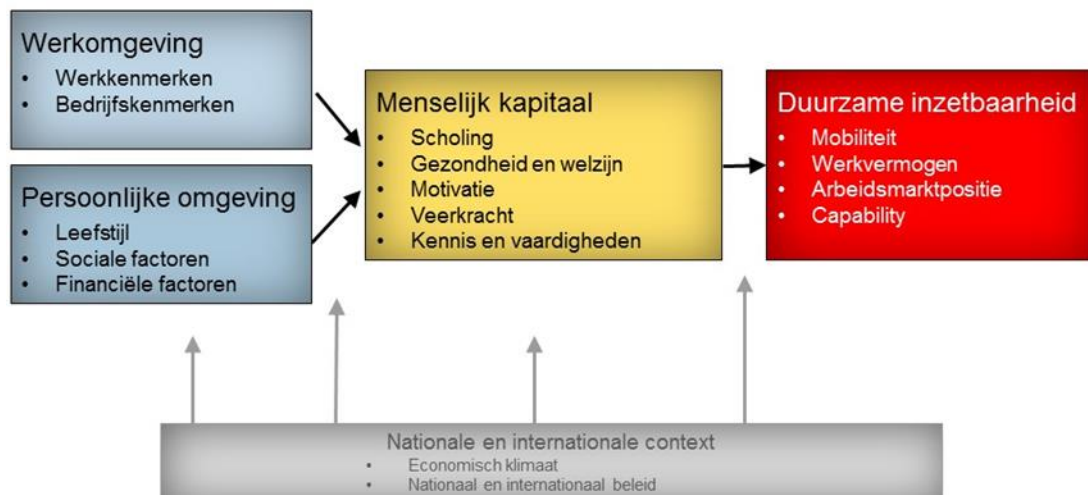 Werkomgeving
• Werkkenmerken
• Bedrijfskenmerken
Persoonlijke omgeving
• Leefstijl
• Sociale factoren
• Financiële factoren
Menselijk kapitaal
• Scholing
• Gezondheid en welzijn
• Motivatie
• Veerkracht
• Kennis en vaardigheden
Duurzame inzetbaarheid
• Mobiliteit
• Werkvermogen
• Arbeidsmarktpositie
• Capability
Nationale en internationale context
• Economisch klimaat
• Nationaal en internationaal beleid